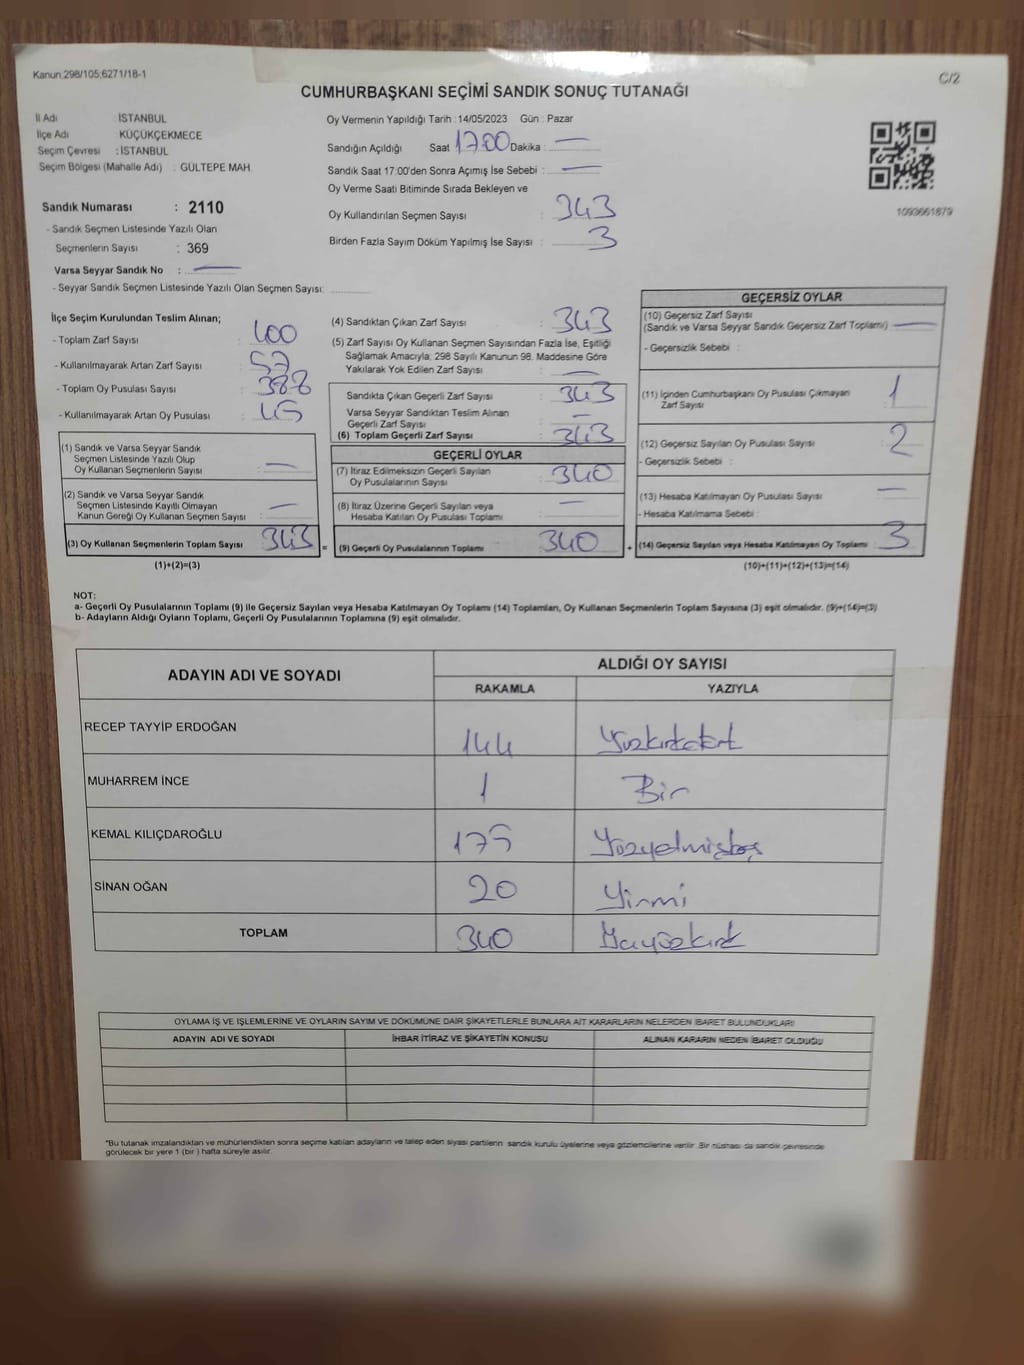 Kanun;298/105;6271/18-1
C/2
CUMHURBAŞKANI SEÇİMİ SANDIK SONUÇ TUTANAĞI
İl Adı : İSTANBUL
İlçe Adı : KÜÇÜKÇEKMECE
Seçim Çevresi : İSTANBUL
Seçim Bölgesi (Mahalle Adı) : GÜLTEPE MAH.
Sandık Numarası : 2110
- Sandık Seçmen Listesinde Yazılı Olan
Seçmenlerin Sayısı : 369
Varsa Seyyar Sandık No : —
- Seyyar Sandık Seçmen Listesinde Yazılı Olan Seçmen Sayısı:
Oy Vermenin Yapıldığı Tarih : 14/05/2023 Gün : Pazar
Sandığın Açıldığı Saat 17.00 Dakika : —
Sandık Saat 17:00'den Sonra Açımış İse Sebebi : —
Oy Verme Saati Bitiminde Sırada Bekleyen ve
Oy Kullandırılan Seçmen Sayısı : 343
Birden Fazla Sayım Döküm Yapılmış İse Sayısı : 3
1093661879
İlçe Seçim Kurulundan Teslim Alınan;
- Toplam Zarf Sayısı : 400
- Kullanılmayarak Artan Zarf Sayısı : 57
- Toplam Oy Pusulası Sayısı : 388
- Kullanılmayarak Artan Oy Pusulası : 45
(1) Sandık ve Varsa Seyyar Sandık
Seçmen Listesinde Yazılı Olup
Oy Kullanan Seçmenlerin Sayısı : —
(2) Sandık ve Varsa Seyyar Sandık
Seçmen Listesinde Kayıtlı Olmayan
Kanun Gereği Oy Kullanan Seçmen Sayısı : —
(3) Oy Kullanan Seçmenlerin Toplam Sayısı : 343
(1)+(2)=(3)
=
(4) Sandıktan Çıkan Zarf Sayısı : 343
(5) Zarf Sayısı Oy Kullanan Seçmen Sayısından Fazla İse, Eşitliği
Sağlamak Amacıyla; 298 Sayılı Kanunun 98. Maddesine Göre
Yakılarak Yok Edilen Zarf Sayısı : —
Sandıkta Çıkan Geçerli Zarf Sayısı : 343
Varsa Seyyar Sandıktan Teslim Alınan
Geçerli Zarf Sayısı : —
(6) Toplam Geçerli Zarf Sayısı : 343
GEÇERLİ OYLAR
(7) İtiraz Edilmeksizin Geçerli Sayılan
Oy Pusulalarının Sayısı : 340
(8) İtiraz Üzerine Geçerli Sayılan veya
Hesaba Katılan Oy Pusulası Toplamı : —
(9) Geçerli Oy Pusulalarının Toplamı : 340
+
GEÇERSİZ OYLAR
(10) Geçersiz Zarf Sayısı
(Sandık ve Varsa Seyyar Sandık Geçersiz Zarf Toplamı) —
- Geçersizlik Sebebi :
(11) İçinden Cumhurbaşkanı Oy Pusulası Çıkmayan
Zarf Sayısı : 1
(12) Geçersiz Sayılan Oy Pusulası Sayısı : 2
- Geçersizlik Sebebi :
(13) Hesaba Katılmayan Oy Pusulası Sayısı : —
- Hesaba Katılmama Sebebi :
(14) Geçersiz Sayılan veya Hesaba Katılmayan Oy Toplamı : 3
(10)+(11)+(12)+(13)=(14)
NOT:
a- Geçerli Oy Pusulalarının Toplamı (9) ile Geçersiz Sayılan veya Hesaba Katılmayan Oy Toplamı (14) Toplamları, Oy Kullanan Seçmenlerin Toplam Sayısına (3) eşit olmalıdır. (9)+(14)=(3)
b- Adayların Aldığı Oyların Toplamı, Geçerli Oy Pusulalarının Toplamına (9) eşit olmalıdır.
ADAYIN ADI VE SOYADI
ALDIĞI OY SAYISI
RAKAMLA YAZIYLA
RECEP TAYYİP ERDOĞAN 144 Yüzkırkdört
MUHARREM İNCE 1 Bir
KEMAL KILIÇDAROĞLU 175 Yüzyetmişbeş
SİNAN OĞAN 20 Yirmi
TOPLAM 340
OYLAMA İŞ VE İŞLEMLERİNE VE OYLARIN SAYIM VE DÖKÜMÜNE DAİR ŞİKAYETLERLE BUNLARA AİT KARARLARIN NELERDEN İBARET BULUNDUKLARI
ADAYIN ADI VE SOYADI İHBAR İTİRAZ VE ŞİKAYETİN KONUSU ALINAN KARARIN NEDEN İBARET OLDUĞU
*Bu tutanak imzalandıktan ve mühürlendikten sonra seçime katılan adayların ve talep eden siyasi partilerin sandık kurulu üyelerine veya gözlemcilerine verilir. Bir nüshası da sandık çevresinde
görülecek bir yere 1 (bir ) hafta süreyle asılır.